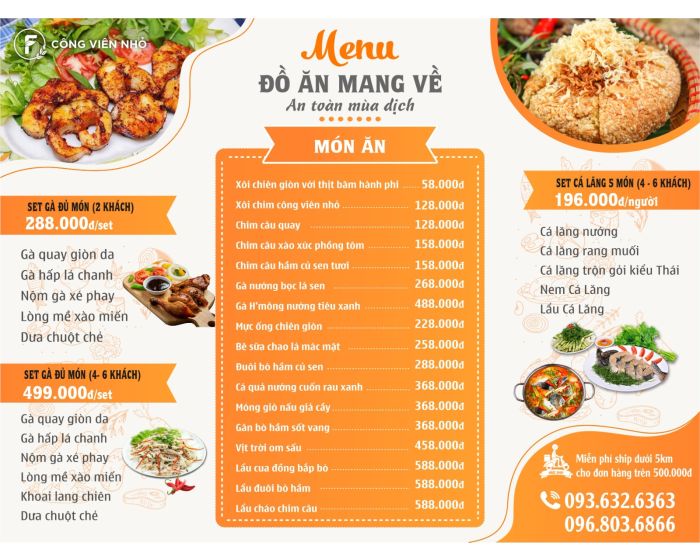 F CÔNG VIÊN NHỎ
Menu
ĐỒ ĂN MANG VỀ
An toàn mùa dịch
MÓN ĂN
Xôi chiên giòn với thịt băm hành phi 58.000đ
Xôi chim công viên nhỏ 128.000đ
Chim câu quay 128.000đ
Chim câu xào xúc phồng tôm 158.000đ
Chim câu hầm củ sen tươi 158.000đ
Gà nướng bọc lá sen 268.000đ
Gà H'mông nướng tiêu xanh 488.000đ
Mực ống chiên giòn 228.000đ
Bê sữa chao lá mác mật 258.000đ
Đuôi bò hầm củ sen 288.000đ
Cá quả nướng cuốn rau xanh 368.000đ
Móng giò nấu giả cầy 368.000đ
Gân bò hầm sốt vang 368.000đ
Vịt trời om sấu 458.000đ
Lẩu cua đồng bắp bò 588.000đ
Lẩu đuôi bò hầm 588.000đ
Lẩu cháo chim câu 588.000đ
SET GÀ ĐỦ MÓN (2 KHÁCH)
288.000đ/set
Gà quay giòn da
Gà hấp lá chanh
Nộm gà xé phay
Lòng mề xào miến
Dưa chuột chẻ
SET GÀ ĐỦ MÓN (4- 6 KHÁCH)
499.000đ/set
Gà quay giòn da
Gà hấp lá chanh
Nộm gà xé phay
Lòng mề xào miến
Khoai lang chiên
Dưa chuột chẻ
SET CÁ LĂNG 5 MÓN (4 - 6 KHÁCH)
196.000đ/người
Cá lăng nướng
Cá lăng rang muối
Cá lăng trộn gói kiểu Thái
Nem Cá Lăng
Lẩu Cá Lăng
Miễn phí ship dưới 5km
cho đơn hàng trên 500.000đ
093.632.6363
096.803.6866